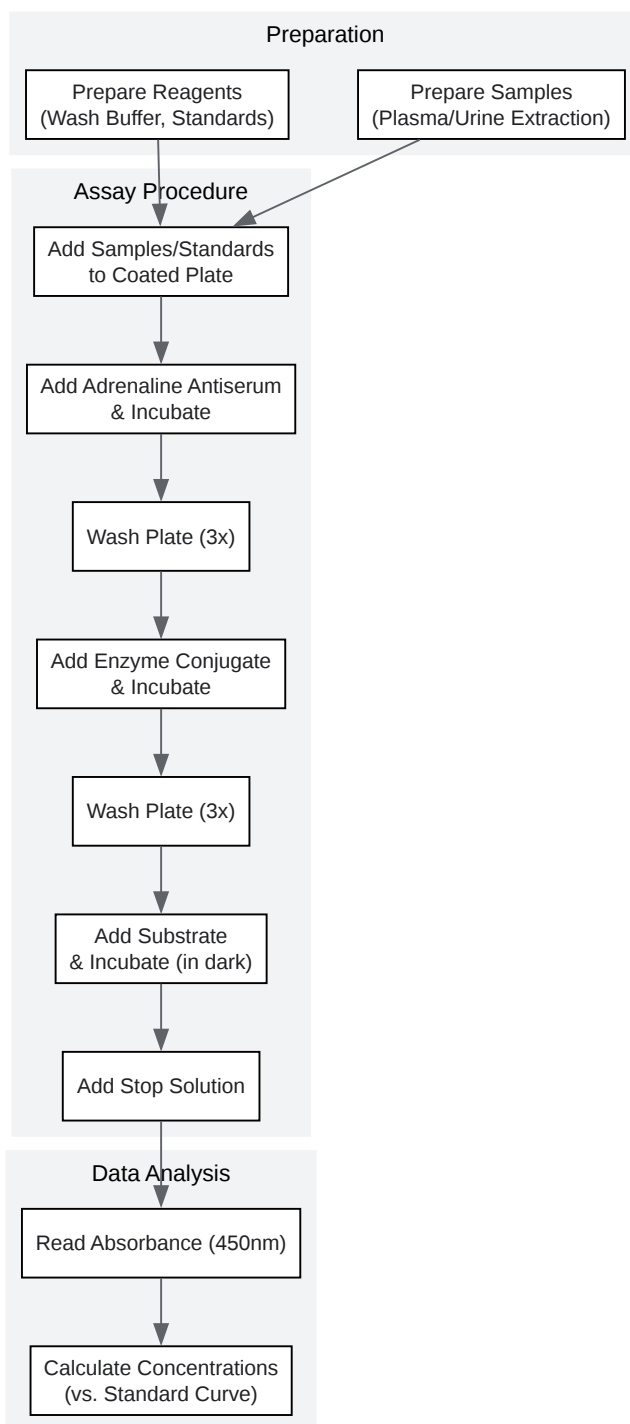 Preparation
Prepare Reagents
(Wash Buffer, Standards)
Prepare Samples
(Plasma/Urine Extraction)
Assay Procedure
Add Samples/Standards
to Coated Plate
Add Adrenaline Antiserum
& Incubate
Wash Plate (3x)
Add Enzyme Conjugate
& Incubate
Wash Plate (3x)
Add Substrate
& Incubate (in dark)
Add Stop Solution
Data Analysis
Read Absorbance (450nm)
Calculate Concentrations
(vs. Standard Curve)